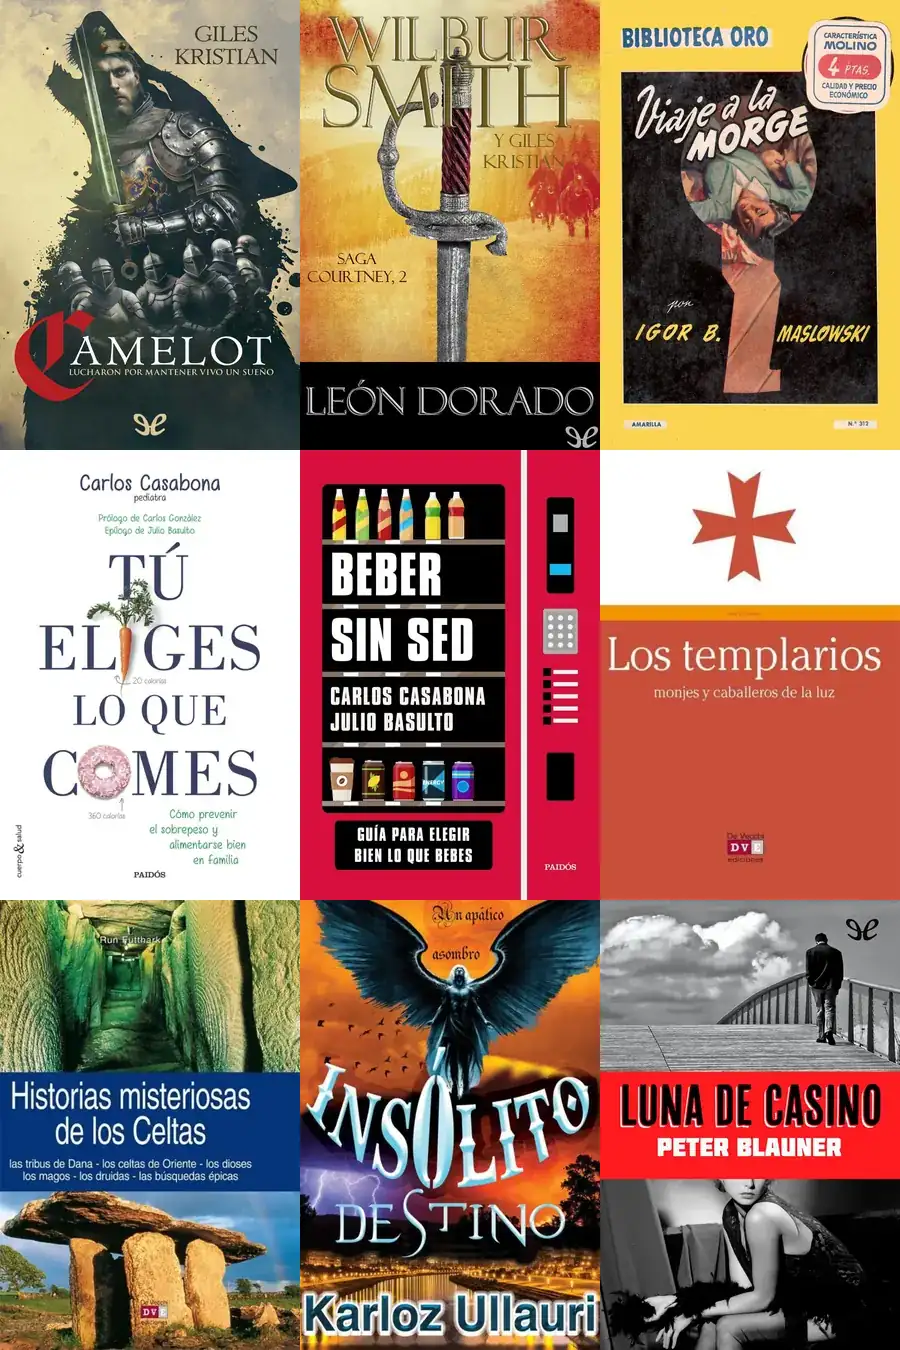 GILES
KRISTIAN
CAMELOT
LUCHARON POR MANTENER VIVO UN SUEÑO
WILBUR
SMITH
Y GILES
KRISTIAN
SAGA
COURTNEY, 2
LEÓN DORADO
BIBLIOTECA ORO
CARACTERÍSTICA
MOLINO
4 PTAS.
CALIDAD Y PRECIO
ECONÓMICO
Viaje a la
MORGE
por
IGOR B. MASLOWSKI
AMARILLA
N.º 312
Carlos Casabona
pediatra
Prólogo de Carlos González
Epílogo de Julio Basulto
TÚ
ELIGES
20 calorías
LO QUE
COMES
360 calorías
Cómo prevenir
el sobrepeso y
alimentarse bien
en familia
cuerpo & salud
PAIDÓS
BEBER
SIN SED
CARLOS CASABONA
JULIO BASULTO
ENERGY
GUÍA PARA ELEGIR
BIEN LO QUE BEBES
PAIDÓS
Los templarios
monjes y caballeros de la luz
De Vecchi
DVE
ediciones
Run Futthark
Historias misteriosas
de los Celtas
las tribus de Dana - los celtas de Oriente - los dioses
los magos - los druidas - las búsquedas épicas
De Vecchi
DVE
ediciones
Un apático
asombro
INSÓLITO
DESTINO
Karloz Ullauri
LUNA DE CASINO
PETER BLAUNER